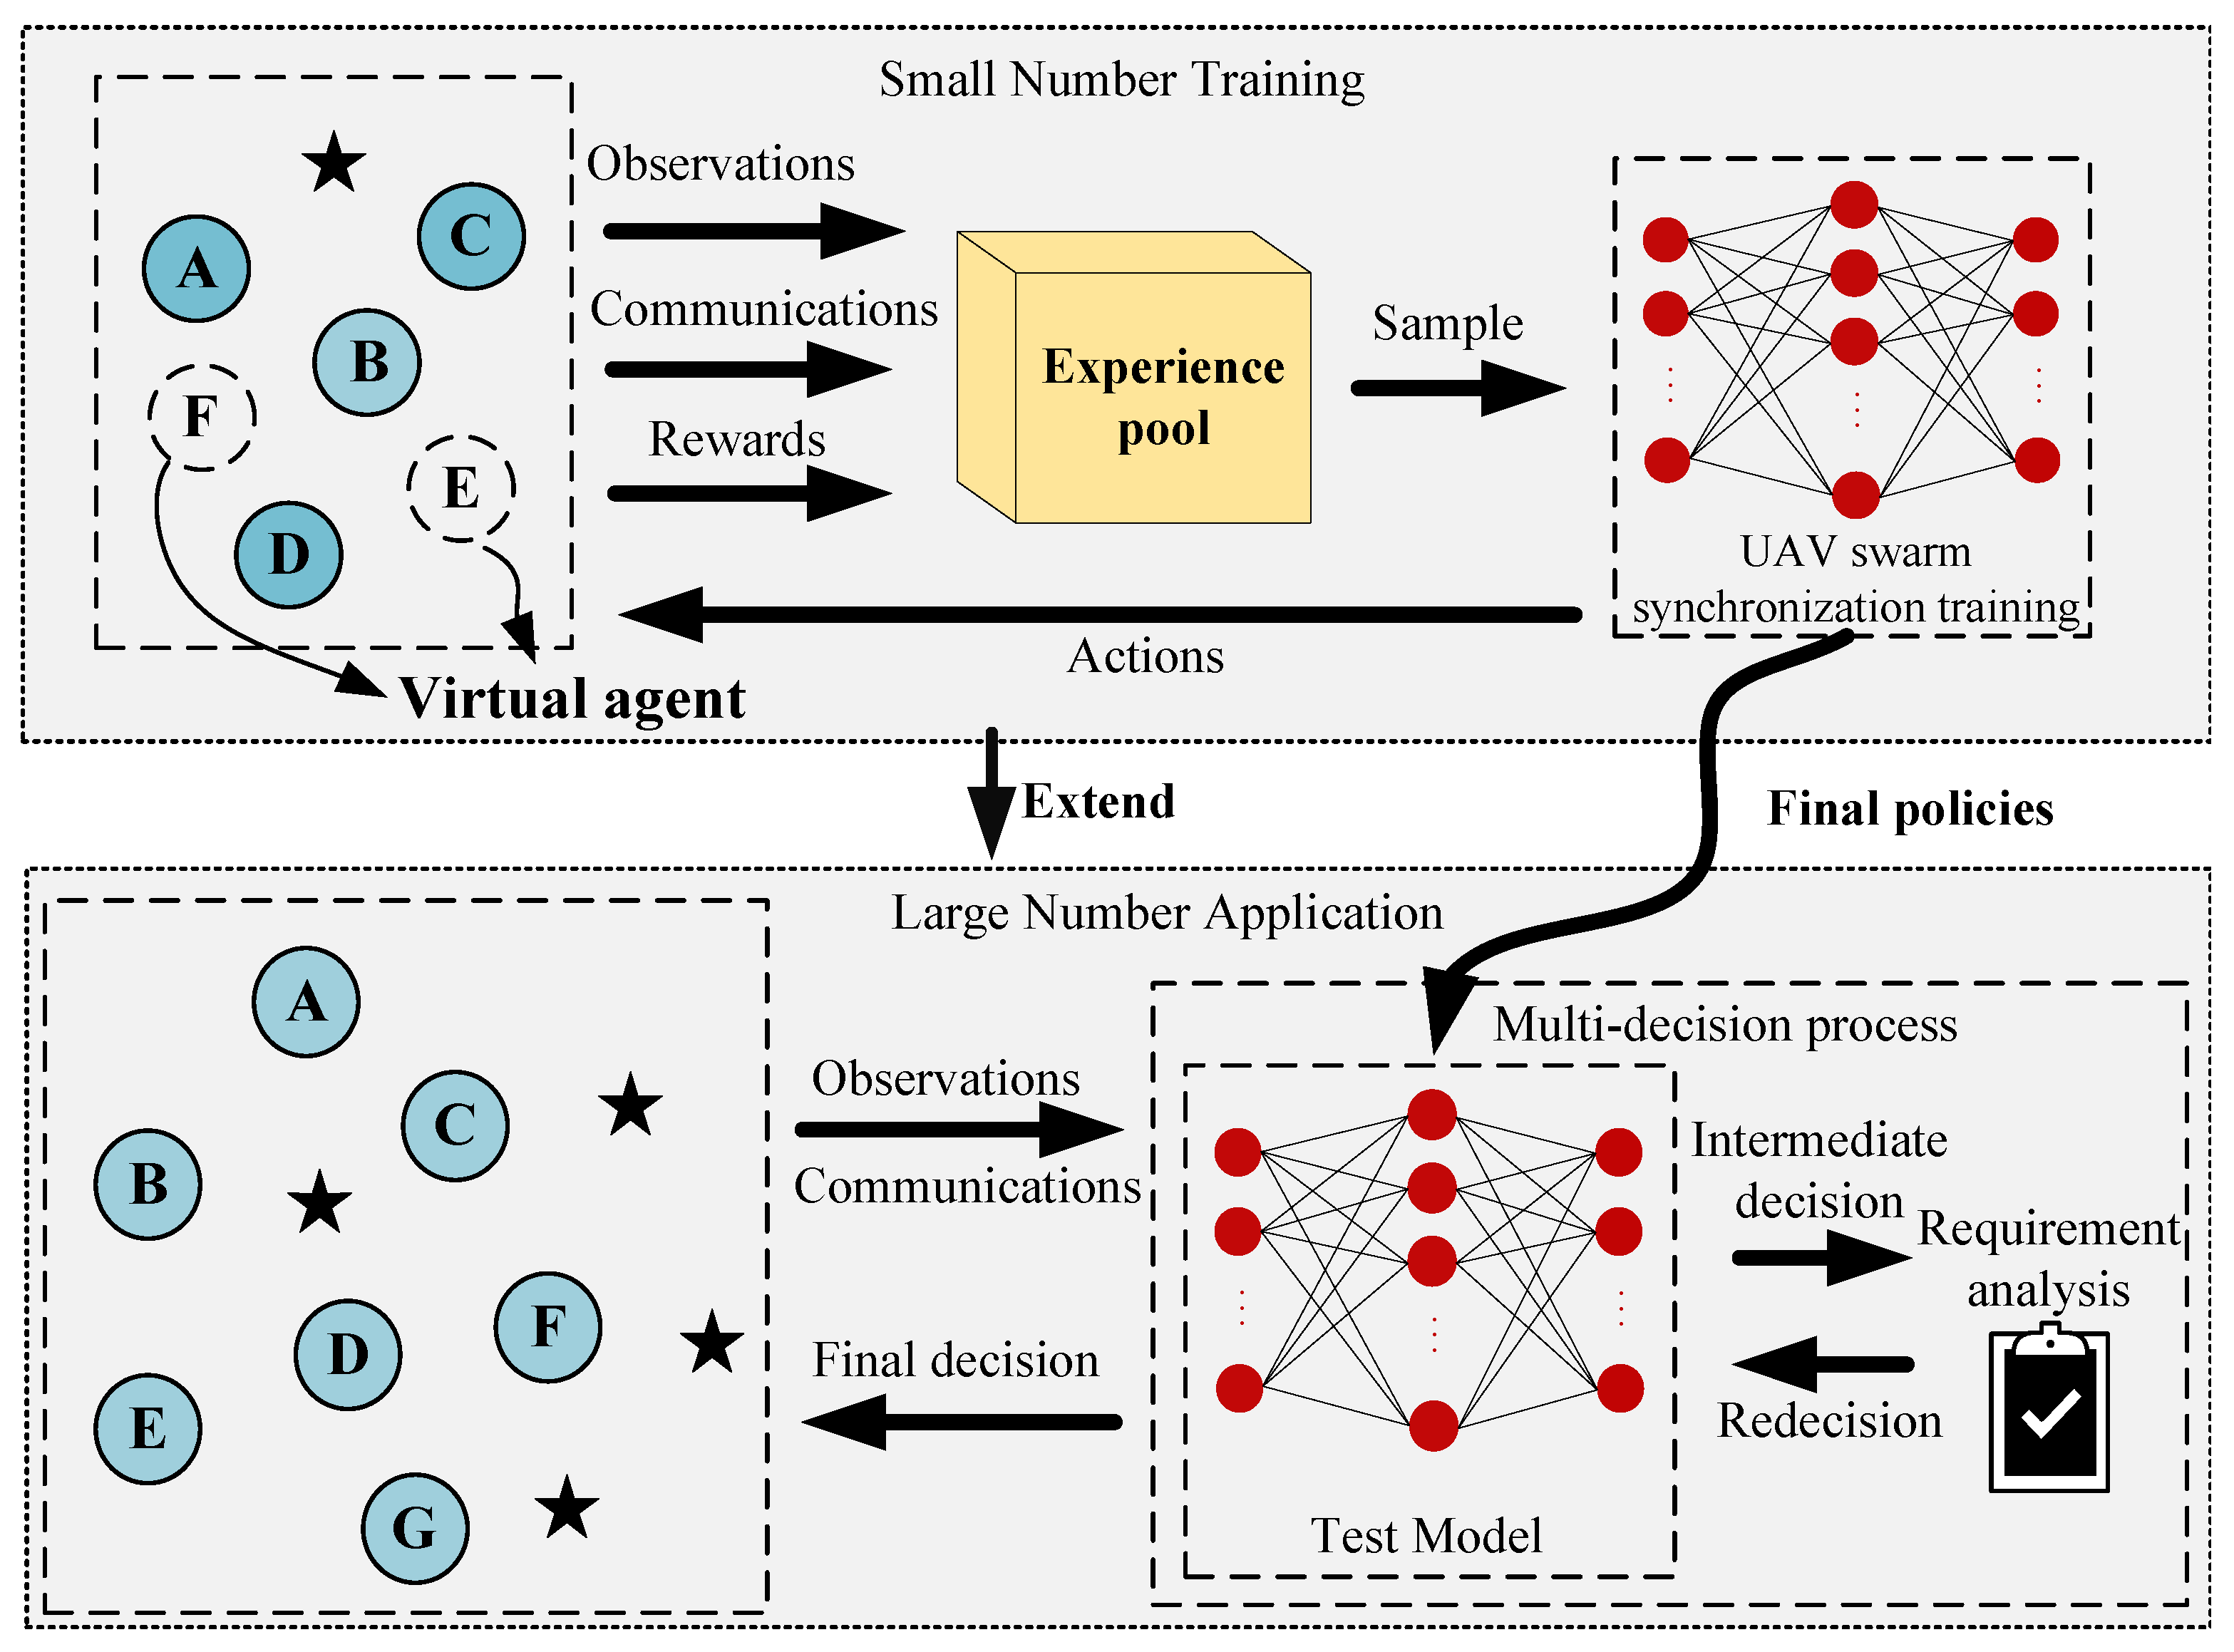 Small Number Training
Observations
C
A
Communications
Sample
B
Experience
pool
F
Rewards
E
D
UAV swarm
synchronization training
Actions
Virtual agent
Extend
Final policies
Large Number Application
A
Multi-decision process
Observations
C
Intermediate
decision
B
Communications
Requirement
analysis
F
D
Final decision
Redecision
E
G
Test Model